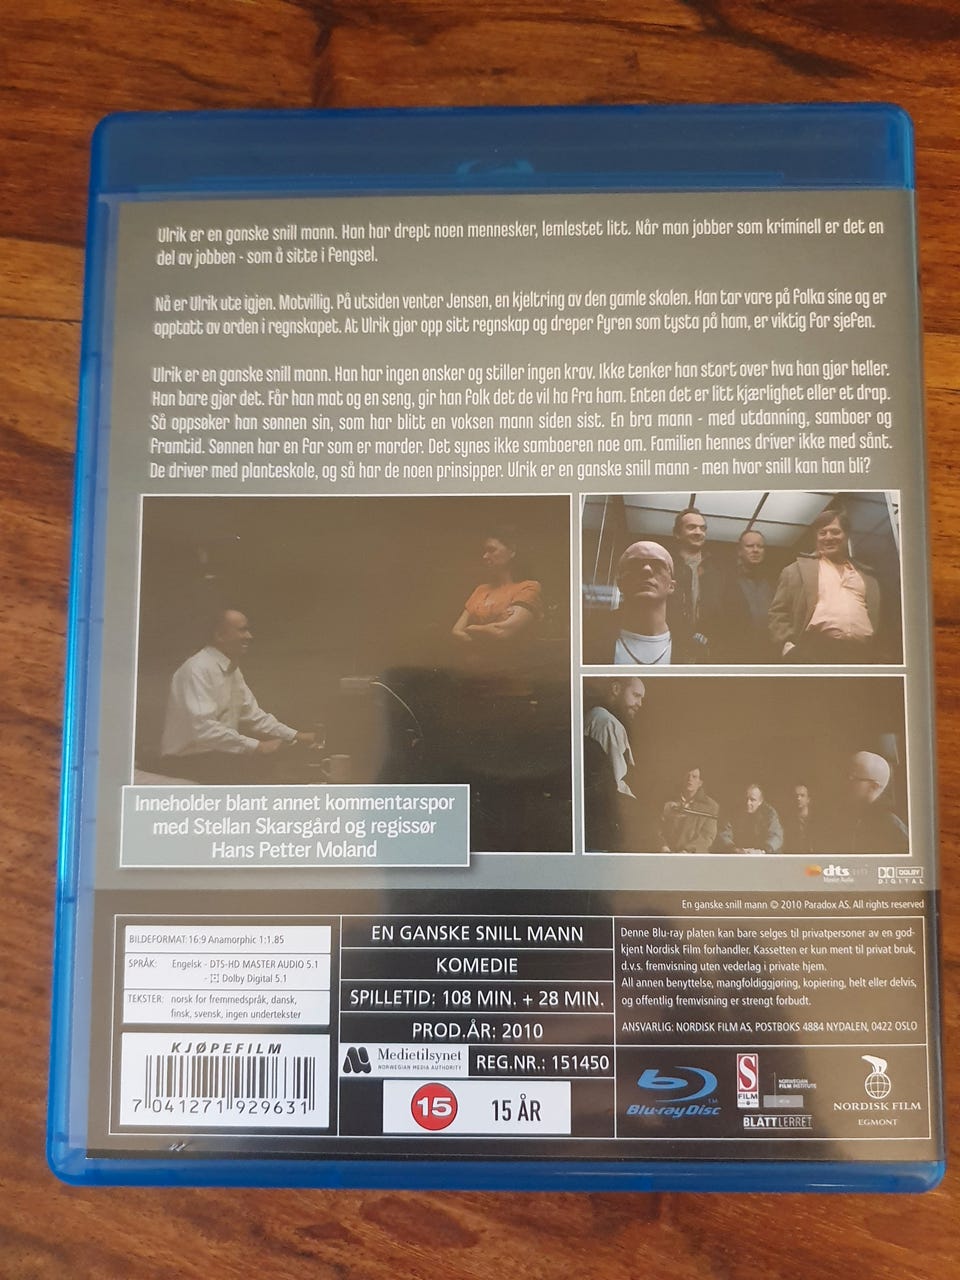 Ulrik er en ganske snill mann. Han har drept noen mennesker, lemlestet litt. Når man jobber som kriminell er det en
del av jobben - som å sitte i fengsel.
Nå er Ulrik ute igjen. Motvillig. På utsiden venter Jensen, en kjeltring av den gamle skolen. Han tar vare på folka sine og er
opptatt av orden i regnskapet. At Ulrik gjør opp sitt regnskap og dreper fyren som tysta på ham, er viktig for sjefen.
Ulrik er en ganske snill mann. Han har ingen ønsker og stiller ingen krav. Ikke tenker han stort over hva han gjør heller.
Han bare gjør det. Får han mat og en seng, gir han folk det de vil ha fra ham. Enten det er litt kjærlighet eller et drap.
Så oppsøker han sønnen sin, som har blitt en voksen mann siden sist. En bra mann - med utdanning, samboer og
framtid. Sønnen har en far som er morder. Det synes ikke samboeren noe om. Familien hennes driver ikke med sånt.
De driver med planteskole, og så har de noen prinsipper. Ulrik er en ganske snill mann - men hvor snill kan han bli?
Inneholder blant annet kommentarspor
med Stellan Skarsgård og regissør
Hans Petter Moland
dts
Master Audio
DOLBY
DIGITAL
En ganske snill mann © 2010 Paradox AS. All rights reserved
BILDEFORMAT: 16:9 Anamorphic 1:1.85
SPRÅK: Engelsk - DTS-HD MASTER AUDIO 5.1
- Dolby Digital 5.1
TEKSTER: norsk for fremmedspråk, dansk,
finsk, svensk, ingen undertekster
KJØPEFILM
7 041271 929631
EN GANSKE SNILL MANN
KOMEDIE
SPILLETID: 108 MIN. + 28 MIN.
PROD.ÅR: 2010
Medietilsynet
NORWEGIAN MEDIA AUTHORITY
REG.NR.: 151450
15
15 ÅR
Denne Blu-ray platen kan bare selges til privatpersoner av en god-
kjent Nordisk Film forhandler. Kassetten er kun ment til privat bruk,
d.v.s. fremvisning uten vederlag i private hjem.
All annen benyttelse, mangfoldiggjøring, kopiering, helt eller delvis,
og offentlig fremvisning er strengt forbudt.
ANSVARLIG: NORDISK FILM AS, POSTBOKS 4884 NYDALEN, 0422 OSLO
Blu-ray Disc
TM
S
FILM
NORWEGIAN
FILM INSTITUTE
BLATTLERRET
NORDISK FILM
EGMONT